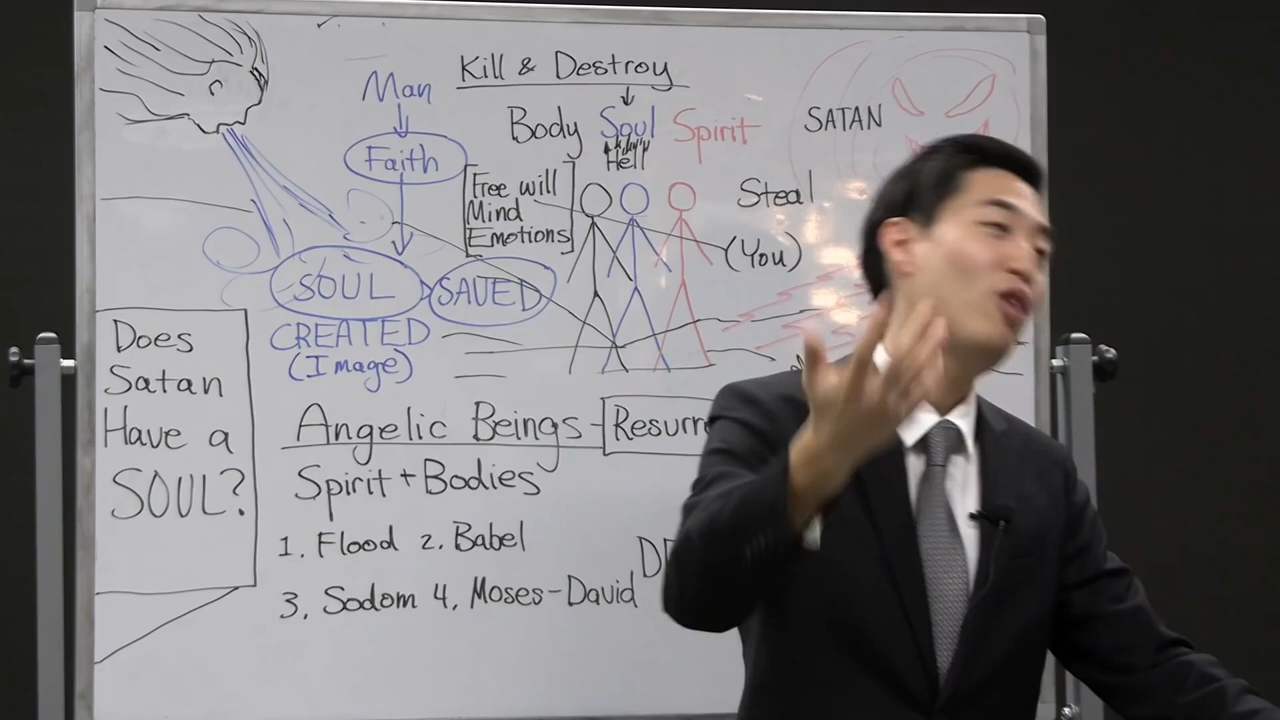 Kill & Destroy
Man
Body Soul Spirit
SATAN
Hell
Faith
Free will
Mind
Emotions
Steal
(You)
SOUL
SAVED
CREATED
(Image)
Does
Satan
Have a
SOUL?
Angelic Beings - Resurr
Spirit + Bodies
1. Flood 2. Babel
3. Sodom 4. Moses-David